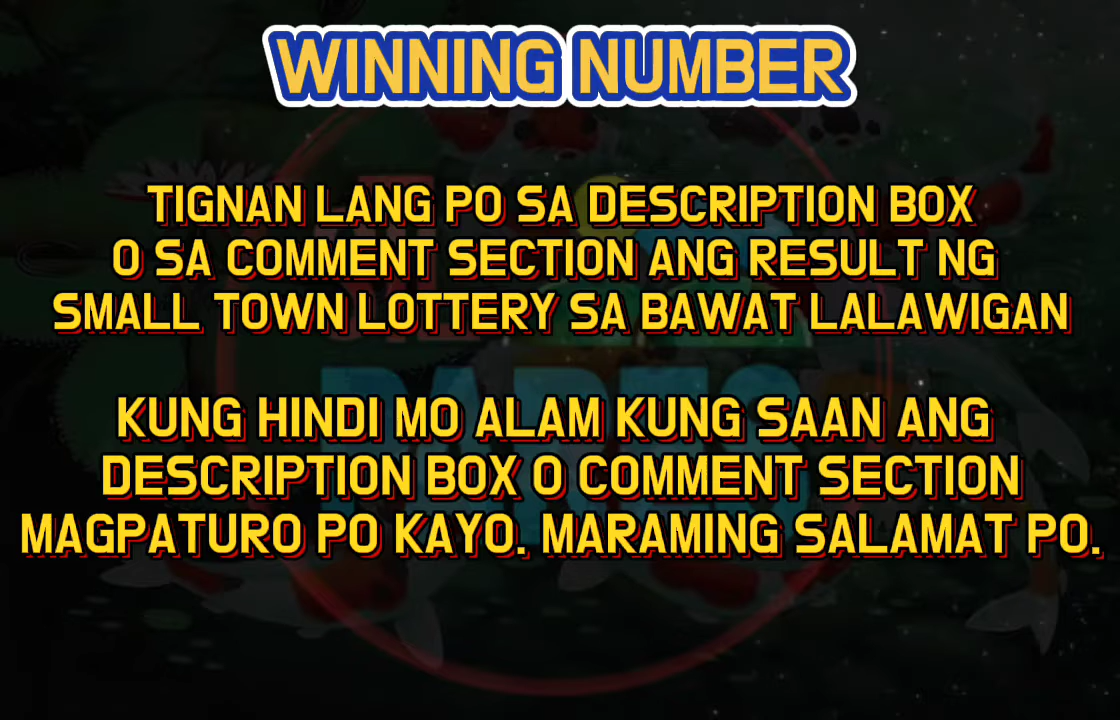 WINNING NUMBER
TIGNAN LANG PO SA DESCRIPTION BOX
O SA COMMENT SECTION ANG RESULT NG
SMALL TOWN LOTTERY SA BAWAT LALAWIGAN
KUNG HINDI MO ALAM KUNG SAAN ANG
DESCRIPTION BOX O COMMENT SECTION
MAGPATURO PO KAYO. MARAMING SALAMAT PO.